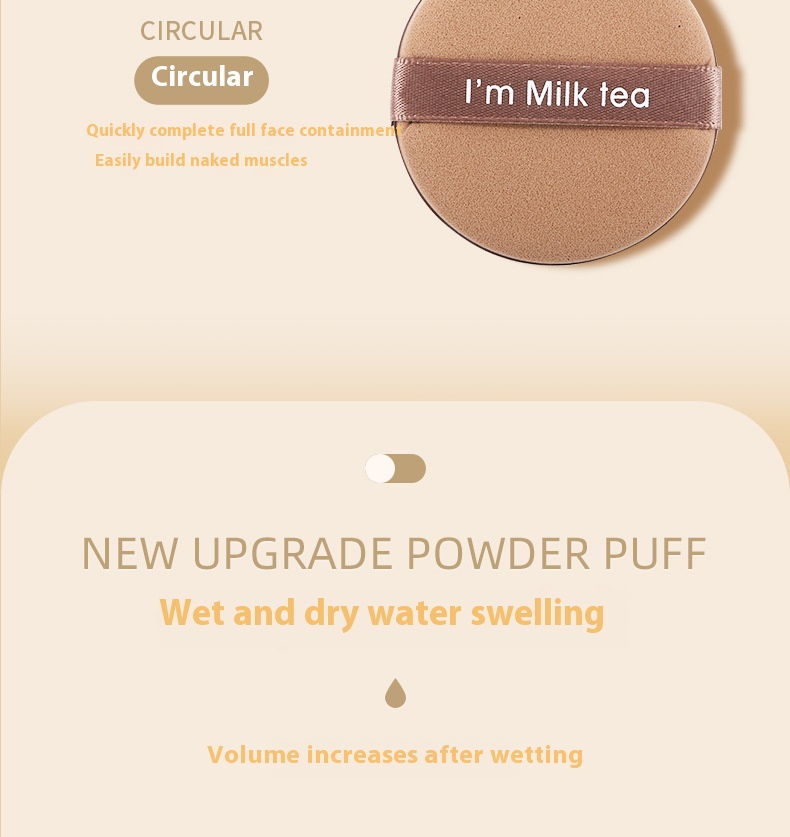 CIRCULAR
Circular
Quickly complete full face containment
Easily build naked muscles
I'm Milk tea
NEW UPGRADE POWDER PUFF
Wet and dry water swelling
Volume increases after wetting